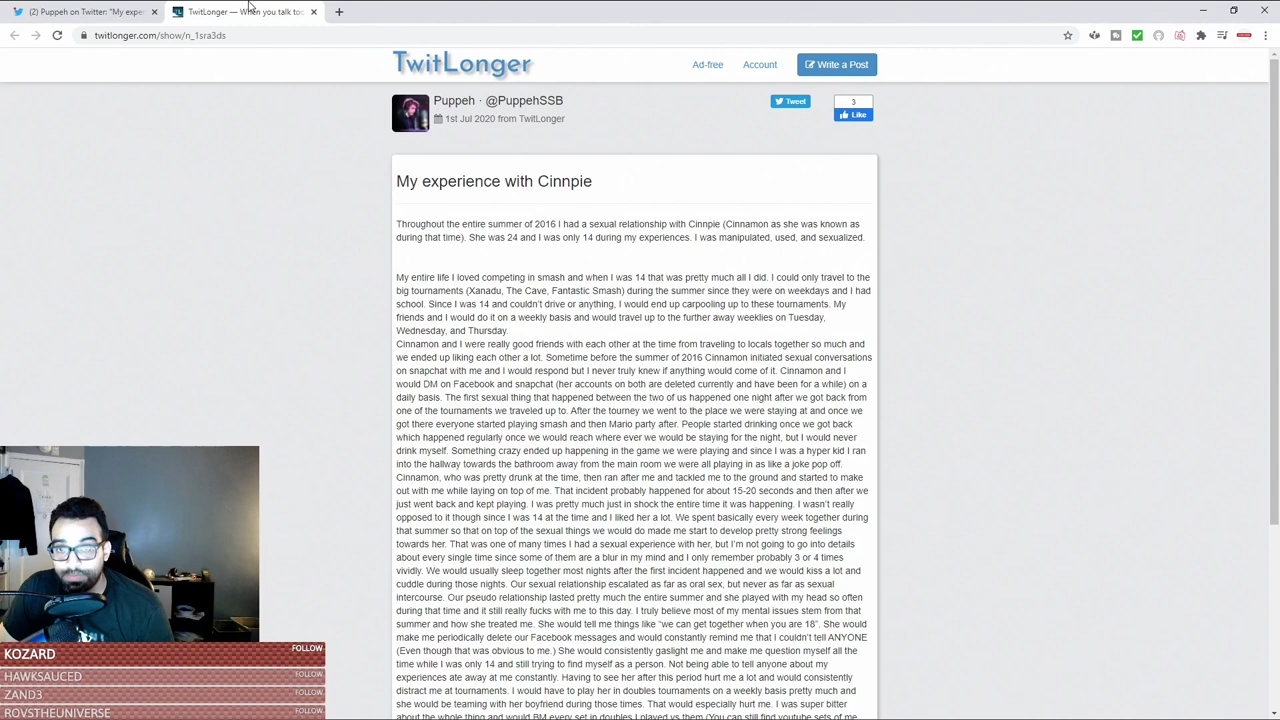 (2) Puppeh on Twitter: "My expe
TwitLonger — When you talk too
twitlonger.com/show/n_1sra3ds
TwitLonger
Ad-free
Account
Write a Post
Puppeh · @PuppehSSB
1st Jul 2020 from TwitLonger
Tweet
3
Like
My experience with Cinnpie
Throughout the entire summer of 2016 I had a sexual relationship with Cinnpie (Cinnamon as she was known as
during that time). She was 24 and I was only 14 during my experiences. I was manipulated, used, and sexualized.
My entire life I loved competing in smash and when I was 14 that was pretty much all I did. I could only travel to the
big tournaments (Xanadu, The Cave, Fantastic Smash) during the summer since they were on weekdays and I had
school. Since I was 14 and couldn't drive or anything, I would end up carpooling up to these tournaments. My
friends and I would do it on a weekly basis and would travel up to the further away weeklies on Tuesday,
Wednesday, and Thursday.
Cinnamon and I were really good friends with each other at the time from traveling to locals together so much and
we ended up liking each other a lot. Sometime before the summer of 2016 Cinnamon initiated sexual conversations
on snapchat with me and I would respond but I never truly knew if anything would come of it. Cinnamon and I
would DM on Facebook and snapchat (her accounts on both are deleted currently and have been for a while) on a
daily basis. The first sexual thing that happened between the two of us happened one night after we got back from
one of the tournaments we traveled up to. After the tourney we went to the place we were staying at and once we
got there everyone started playing smash and then Mario party after. People started drinking once we got back
which happened regularly once we would reach where ever we would be staying for the night, but I would never
drink myself. Something crazy ended up happening in the game we were playing and since I was a hyper kid I ran
into the hallway towards the bathroom away from the main room we were all playing in as like a joke pop off.
Cinnamon, who was pretty drunk at the time, then ran after me and tackled me to the ground and started to make
out with me while laying on top of me. That incident probably happened for about 15-20 seconds and then after we
just went back and kept playing. I was pretty much just in shock the entire time it was happening. I wasn't really
opposed to it though since I was 14 at the time and I liked her a lot. We spent basically every week together during
that summer so that on top of the sexual things we would do made me start to develop pretty strong feelings
towards her. That was one of many times I had a sexual experience with her, but I'm not going to go into details
about every single time since some of them are a blur in my mind and I only remember probably 3 or 4 times
vividly. We would usually sleep together most nights after the first incident happened and we would kiss a lot and
cuddle during those nights. Our sexual relationship escalated as far as oral sex, but never as far as sexual
intercourse. Our pseudo relationship lasted pretty much the entire summer and she played with my head so often
during that time and it still really fucks with me to this day. I truly believe most of my mental issues stem from that
summer and how she treated me. She would tell me things like "we can get together when you are 18". She would
make me periodically delete our Facebook messages and would constantly remind me that I couldn't tell ANYONE
(Even though that was obvious to me.) She would consistently gaslight me and make me question myself all the
time while I was only 14 and still trying to find myself as a person. Not being able to tell anyone about my
experiences ate away at me constantly. Having to see her after this period hurt me a lot and would consistently
distract me at tournaments. I would have to play her in doubles tournaments on a weekly basis pretty much and
she would be teaming with her boyfriend during those times. That would especially hurt me. I was super bitter
about the whole thing and would BM every set in doubles I played vs them (You can still find youtube sets of me
KOZARD FOLLOW
HAWKSAUCED FOLLOW
ZAND3 FOLLOW
ROVSTHEUNIVERSE FOLLOW